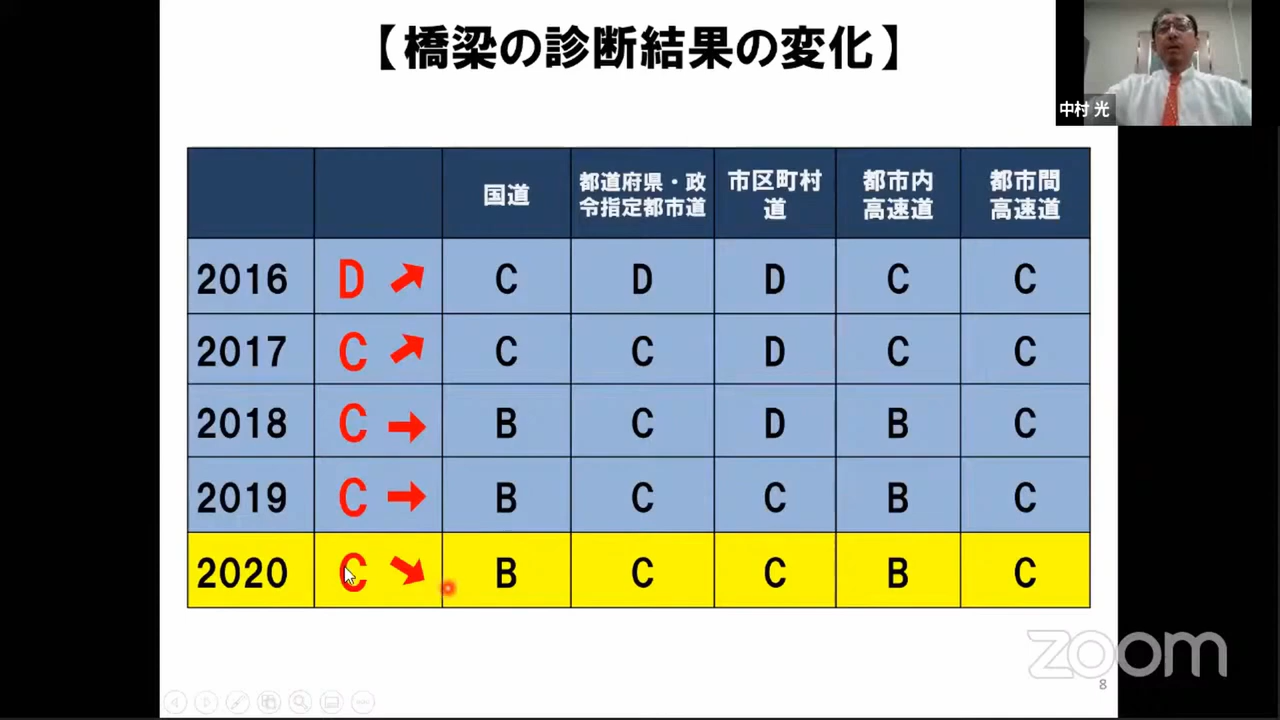 【橋梁の診断結果の変化】
中村 光
国道
都道府県・政
令指定都市道
市区町村
道
都市内
高速道
都市間
高速道
2016 D C D D C C
2017 C C C D C C
2018 C B C D B C
2019 C B C C B C
2020 C B C C B C
zoom
8